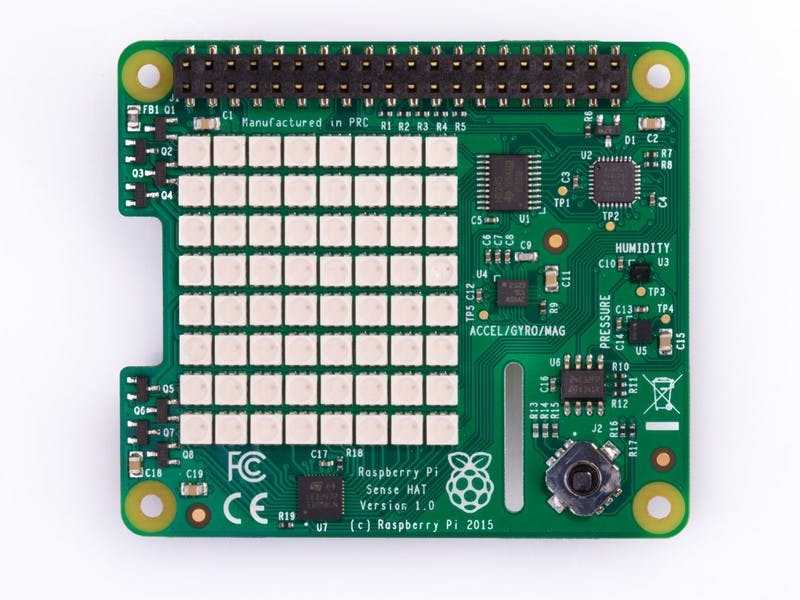 J1
FB1 Q1
C1
Manufactured in PRC
R1 R2 R3 R4 R5
R6
D1
C2
Q2
Q3
Q4
U2
R7
R8
C3
TP1
C4
C5
U1
TP2
C6
C7
C8
C9
HUMIDITY
C10
U3
TP3
U4
C11
C12
TP5
R9
ACCEL/GYRO/MAG
PRESSURE
C13
TP4
C14
U5
C15
U6
R10
R11
R12
C16
Q5
Q6
Q7
Q8
R13
R14
R15
J2
R16
R17
C17
R18
C18
C19
FC
CE
Raspberry Pi
Sense HAT
Version 1.0
R19
U7
(c) Raspberry Pi 2015